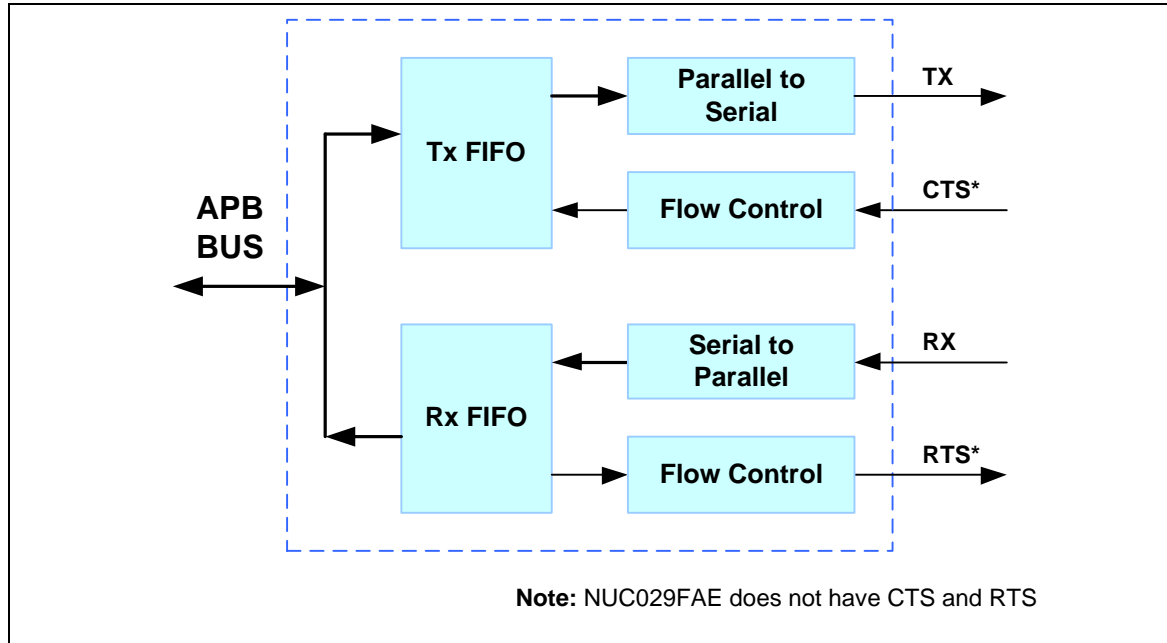 Parallel to
Serial
TX
Tx FIFO
Flow Control
CTS*
APB
BUS
Serial to
Parallel
RX
Rx FIFO
Flow Control
RTS*
Note: NUC029FAE does not have CTS and RTS